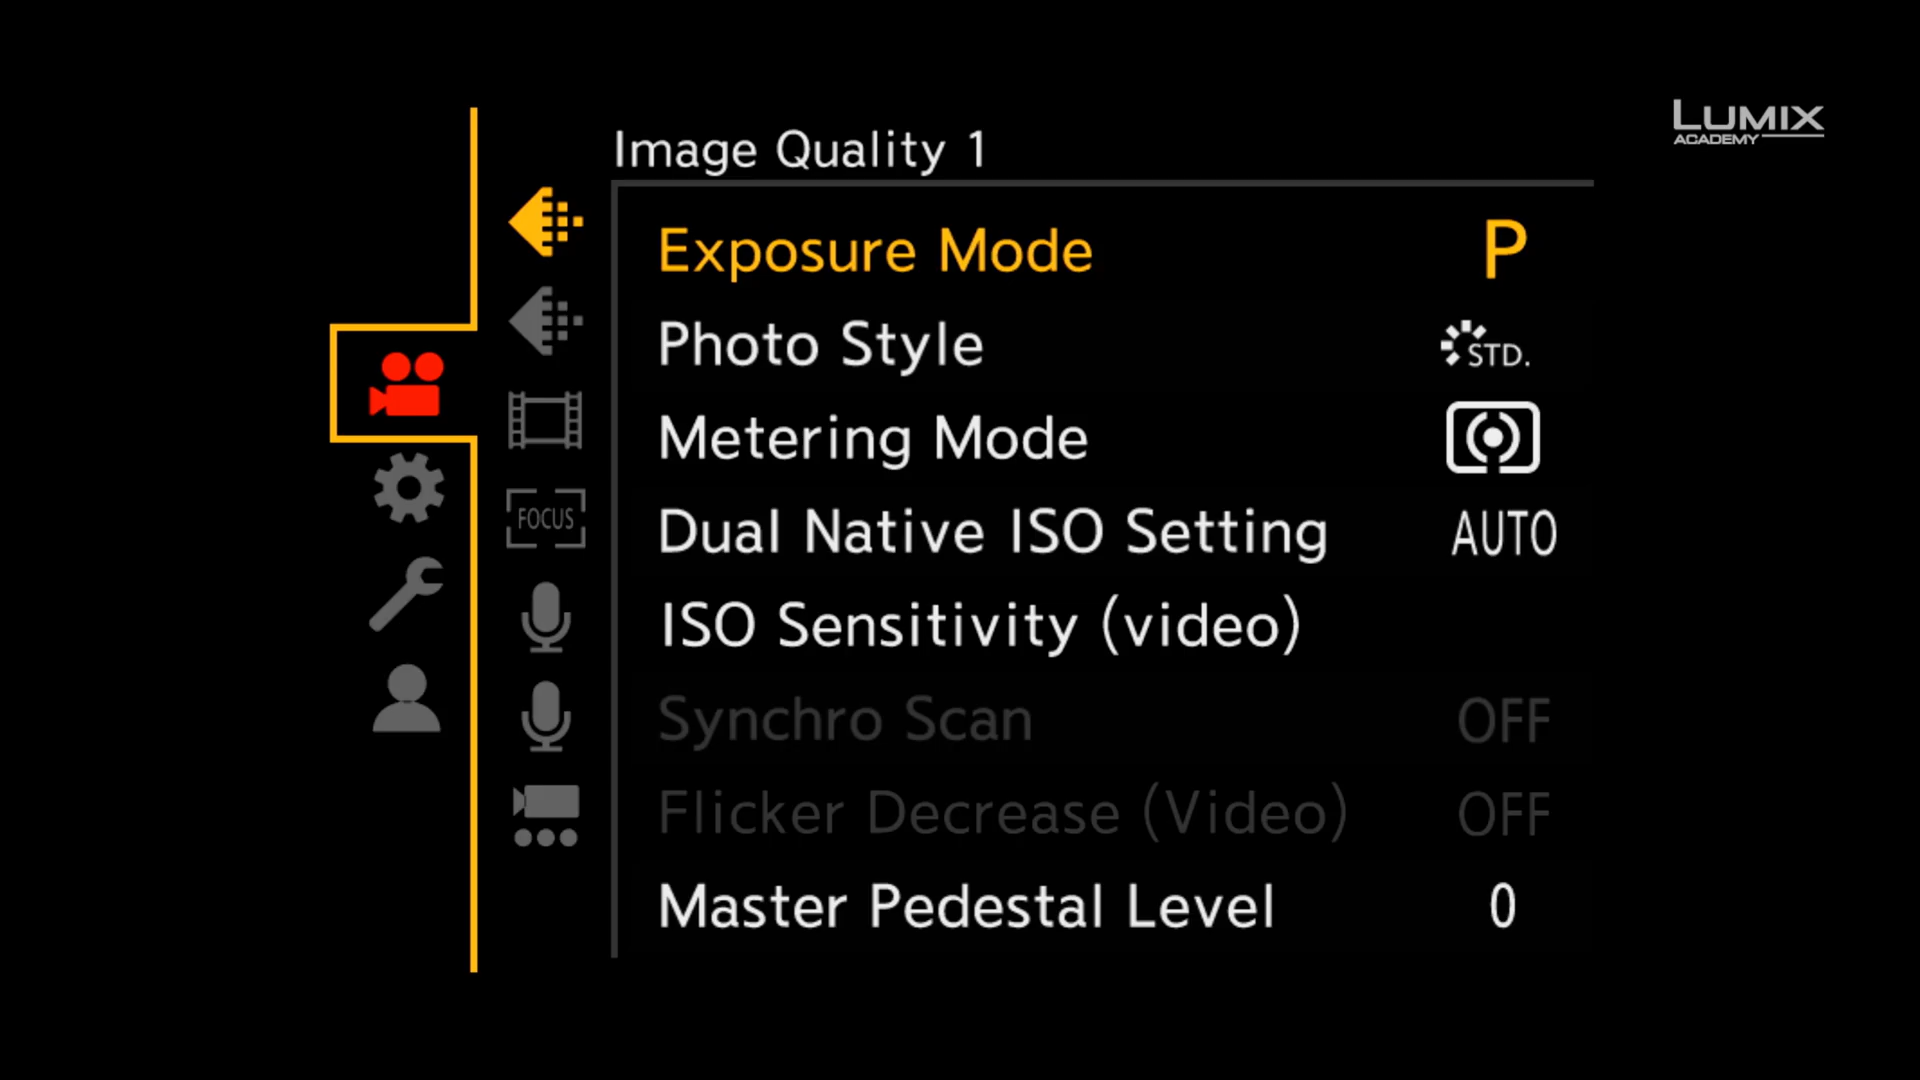 LUMIX
ACADEMY
Image Quality 1
Exposure Mode P
Photo Style STD.
Metering Mode
Dual Native ISO Setting AUTO
FOCUS
ISO Sensitivity (video)
Synchro Scan OFF
Flicker Decrease (Video) OFF
Master Pedestal Level 0